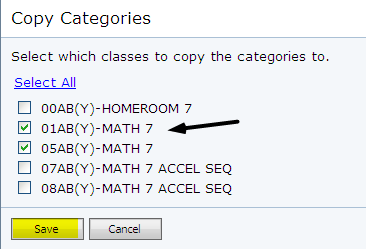 Copy Categories
Select which classes to copy the categories to.
Select All
00AB(Y)-HOMEROOM 7
01AB(Y)-MATH 7
05AB(Y)-MATH 7
07AB(Y)-MATH 7 ACCEL SEQ
08AB(Y)-MATH 7 ACCEL SEQ
Save Cancel